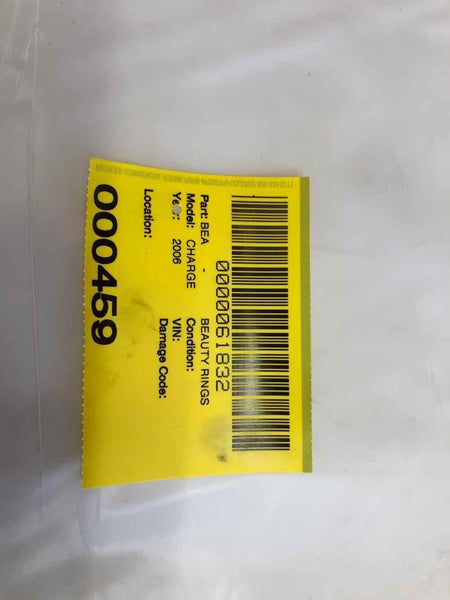 0000061832
Part: BEA - BEAUTY RINGS
Model: CHARGE Condition:
Year: 2006 VIN:
Location: Damage Code:
000459